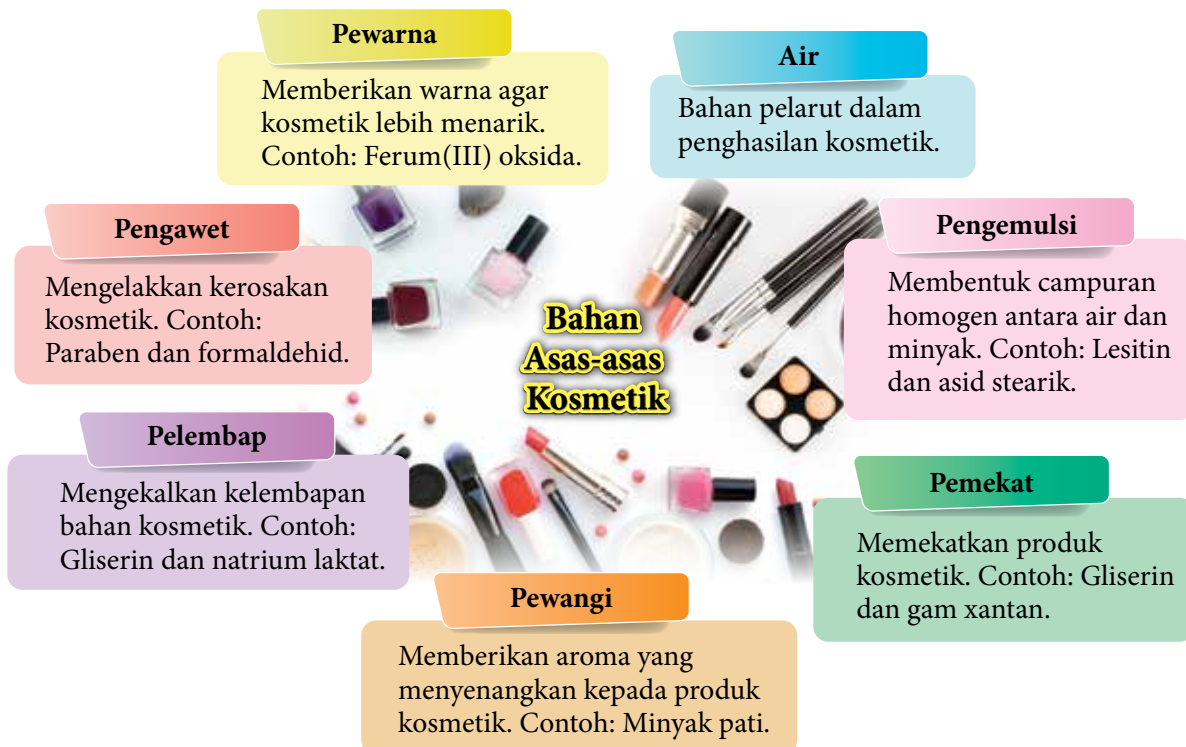 Pewarna
Memberikan warna agar
kosmetik lebih menarik.
Contoh: Ferum(III) oksida.
Air
Bahan pelarut dalam
penghasilan kosmetik.
Pengawet
Mengelakkan kerosakan
kosmetik. Contoh:
Paraben dan formaldehid.
Pengemulsi
Membentuk campuran
homogen antara air dan
minyak. Contoh: Lesitin
dan asid stearik.
Bahan
Asas-asas
Kosmetik
Pelembap
Mengekalkan kelembapan
bahan kosmetik. Contoh:
Gliserin dan natrium laktat.
Pemekat
Memekatkan produk
kosmetik. Contoh: Gliserin
dan gam xantan.
Pewangi
Memberikan aroma yang
menyenangkan kepada produk
kosmetik. Contoh: Minyak pati.